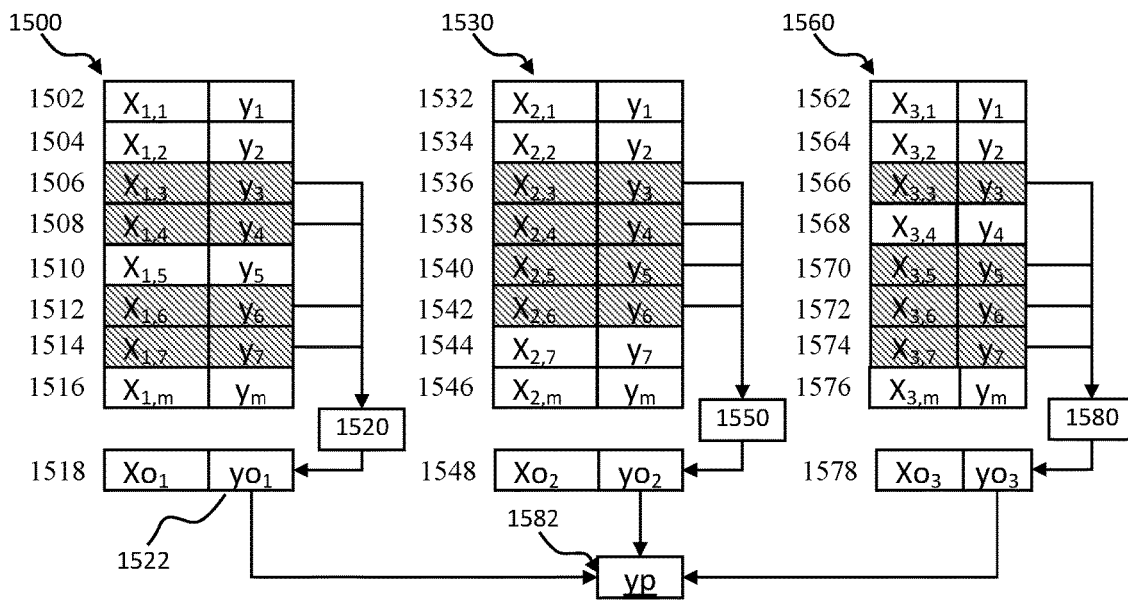 1500 1530 1560
1502 X1,1 y1 1532 X2,1 y1 1562 X3,1 y1
1504 X1,2 y2 1534 X2,2 y2 1564 X3,2 y2
1506 X1,3 y3 1536 X2,3 y3 1566 X3,3 y3
1508 X1,4 y4 1538 X2,4 y4 1568 X3,4 y4
1510 X1,5 y5 1540 X2,5 y5 1570 X3,5 y5
1512 X1,6 y6 1542 X2,6 y6 1572 X3,6 y6
1514 X1,7 y7 1544 X2,7 y7 1574 X3,7 y7
1516 X1,m ym 1546 X2,m ym 1576 X3,m ym
1520 1550 1580
1518 Xo1 yo1 1548 Xo2 yo2 1578 Xo3 yo3
1522 1582
yp